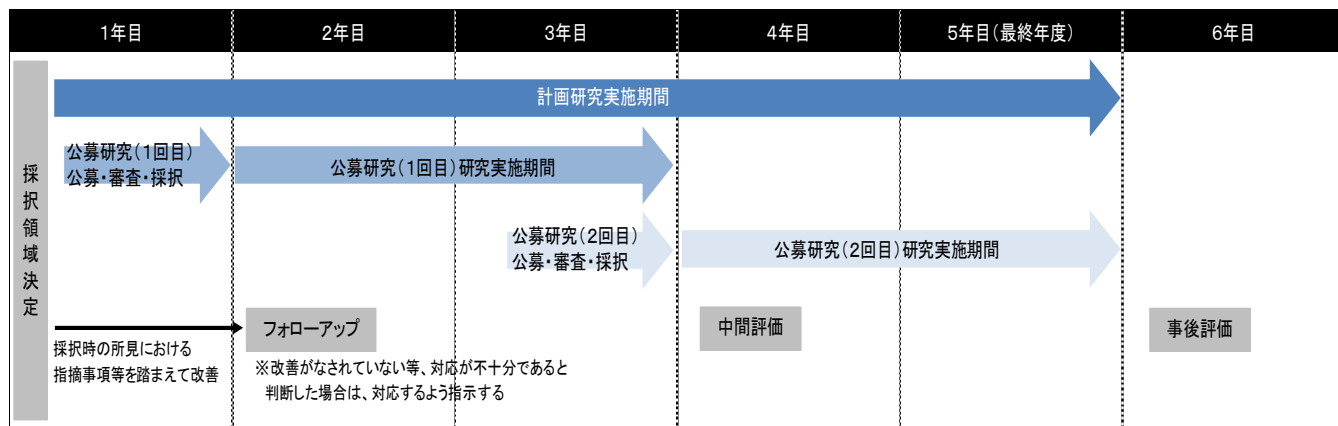 1年目
2年目
3年目
4年目
5年目(最終年度)
6年目
採択領域決定
計画研究実施期間
公募研究(1回目)
公募・審査・採択
公募研究(1回目)研究実施期間
公募研究(2回目)
公募・審査・採択
公募研究(2回目)研究実施期間
フォローアップ
中間評価
事後評価
採択時の所見における
指摘事項等を踏まえて改善
※改善がなされていない等、対応が不十分であると
判断した場合は、対応するよう指示する